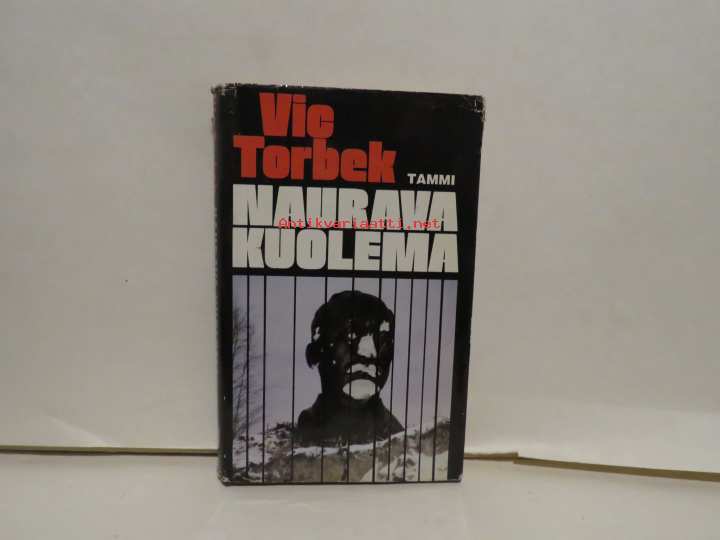 Vic
Torbek
TAMMI
NAURAVA
Antikvariaatti.net
KUOLEMA